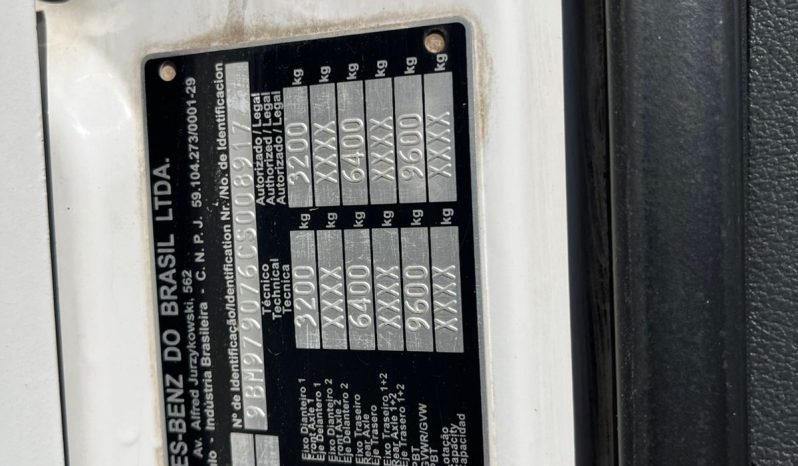 ES-BENZ DO BRASIL LTDA.
Av. Alfred Jurzykowski, 562
ulo - Indústria Brasileira - C. N. P. J. 59.104.273/0001-29
Nº de Identificação/Identification Nr./No. de Identificacion
9BM979076CS008917
Técnico
Technical
Tecnica
Autorizado / Legal
Authorized / Legal
Autorizado / Legal
Eixo Dianteiro 1
Front Axle 1
Eje Delantero 1
3200 kg 3200 kg
Eixo Dianteiro 2
Front Axle 2
Eje Delantero 2
XXXX kg XXXX kg
Eixo Traseiro
Rear Axle
Eje Trasero
6400 kg 6400 kg
Eixo Traseiro 1+2
Rear Axle 1+2
Eje Trasero 1+2
XXXX kg XXXX kg
PBT
GVWR/GVW
PBT
9600 kg 9600 kg
Lotação
Capacity
Capacidad
XXXX kg XXXX kg